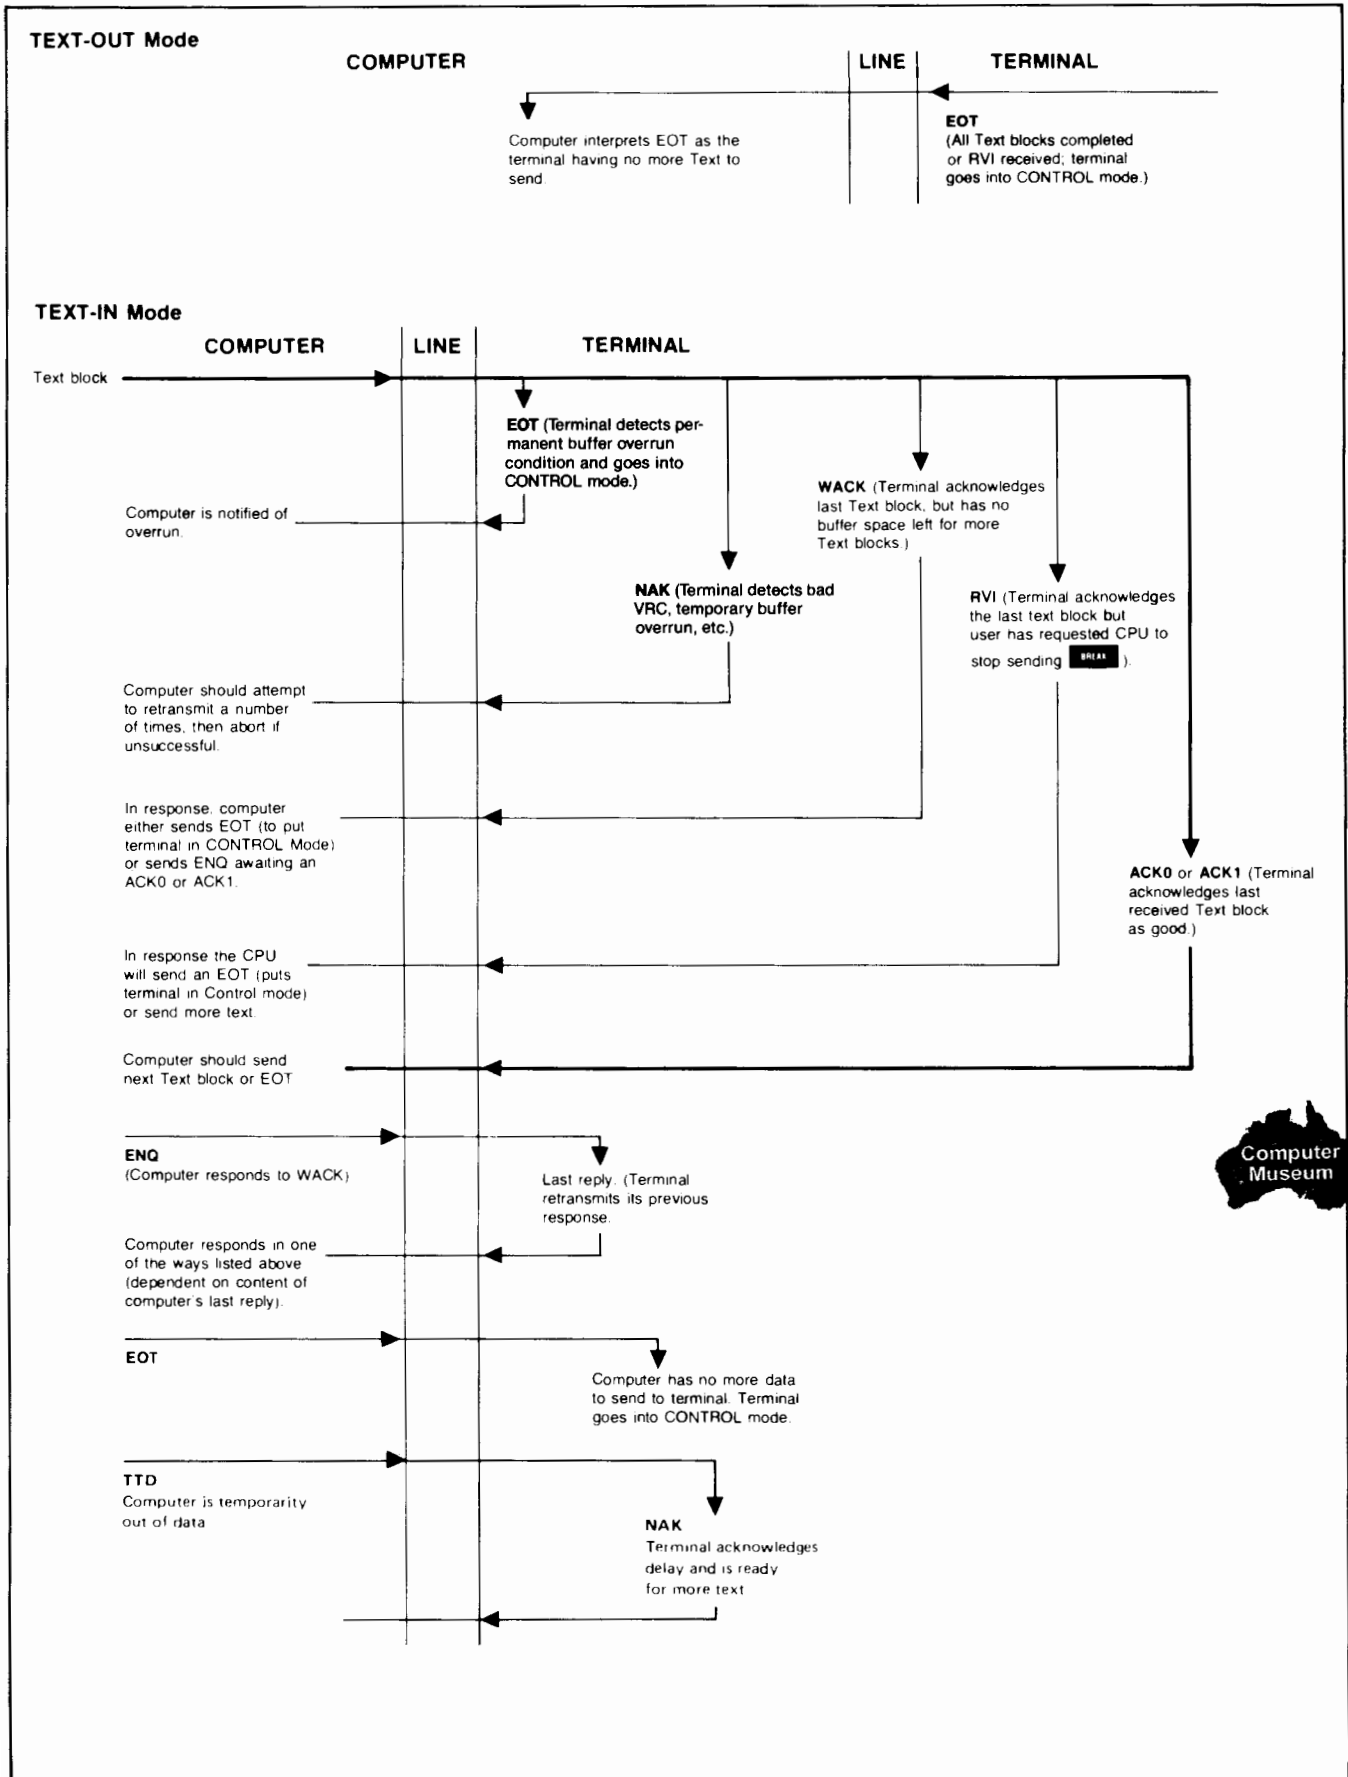 TEXT-OUT Mode
COMPUTER
LINE
TERMINAL
Computer interprets EOT as the
terminal having no more Text to
send.
EOT
(All Text blocks completed
or RVI received; terminal
goes into CONTROL mode.)
TEXT-IN Mode
COMPUTER
LINE
TERMINAL
Text block
EOT (Terminal detects per-
manent buffer overrun
condition and goes into
CONTROL mode.)
Computer is notified of
overrun.
WACK (Terminal acknowledges
last Text block, but has no
buffer space left for more
Text blocks.)
NAK (Terminal detects bad
VRC, temporary buffer
overrun, etc.)
RVI (Terminal acknowledges
the last text block but
user has requested CPU to
stop sending BREAK ).
Computer should attempt
to retransmit a number
of times, then abort if
unsuccessful.
In response, computer
either sends EOT (to put
terminal in CONTROL Mode)
or sends ENQ awaiting an
ACK0 or ACK1.
ACK0 or ACK1 (Terminal
acknowledges last
received Text block
as good.)
In response the CPU
will send an EOT (puts
terminal in Control mode)
or send more text.
Computer should send
next Text block or EOT
ENQ
(Computer responds to WACK)
Last reply. (Terminal
retransmits its previous
response.
Computer
Museum
Computer responds in one
of the ways listed above
(dependent on content of
computer's last reply).
EOT
Computer has no more data
to send to terminal. Terminal
goes into CONTROL mode.
TTD
Computer is temporarity
out of data
NAK
Terminal acknowledges
delay and is ready
for more text